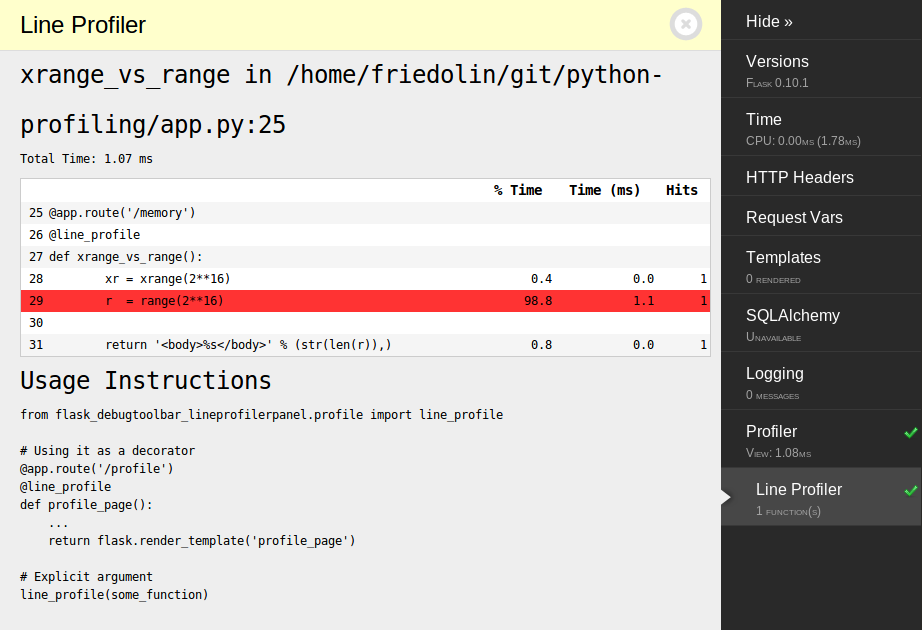 Line Profiler
xrange_vs_range in /home/friedolin/git/python-
profiling/app.py:25
Total Time: 1.07 ms
% Time Time (ms) Hits
25 @app.route('/memory')
26 @line_profile
27 def xrange_vs_range():
28         xr = xrange(2**16) 0.4 0.0 1
29         r  = range(2**16) 98.8 1.1 1
30
31         return '<body>%s</body>' % (str(len(r)),) 0.8 0.0 1
Usage Instructions
from flask_debugtoolbar_lineprofilerpanel.profile import line_profile
# Using it as a decorator
@app.route('/profile')
@line_profile
def profile_page():
    ...
    return flask.render_template('profile_page')
# Explicit argument
line_profile(some_function)
Hide »
Versions
Flask 0.10.1
Time
CPU: 0.00ms (1.78ms)
HTTP Headers
Request Vars
Templates
0 rendered
SQLAlchemy
Unavailable
Logging
0 messages
Profiler
View: 1.08ms
Line Profiler
1 function(s)